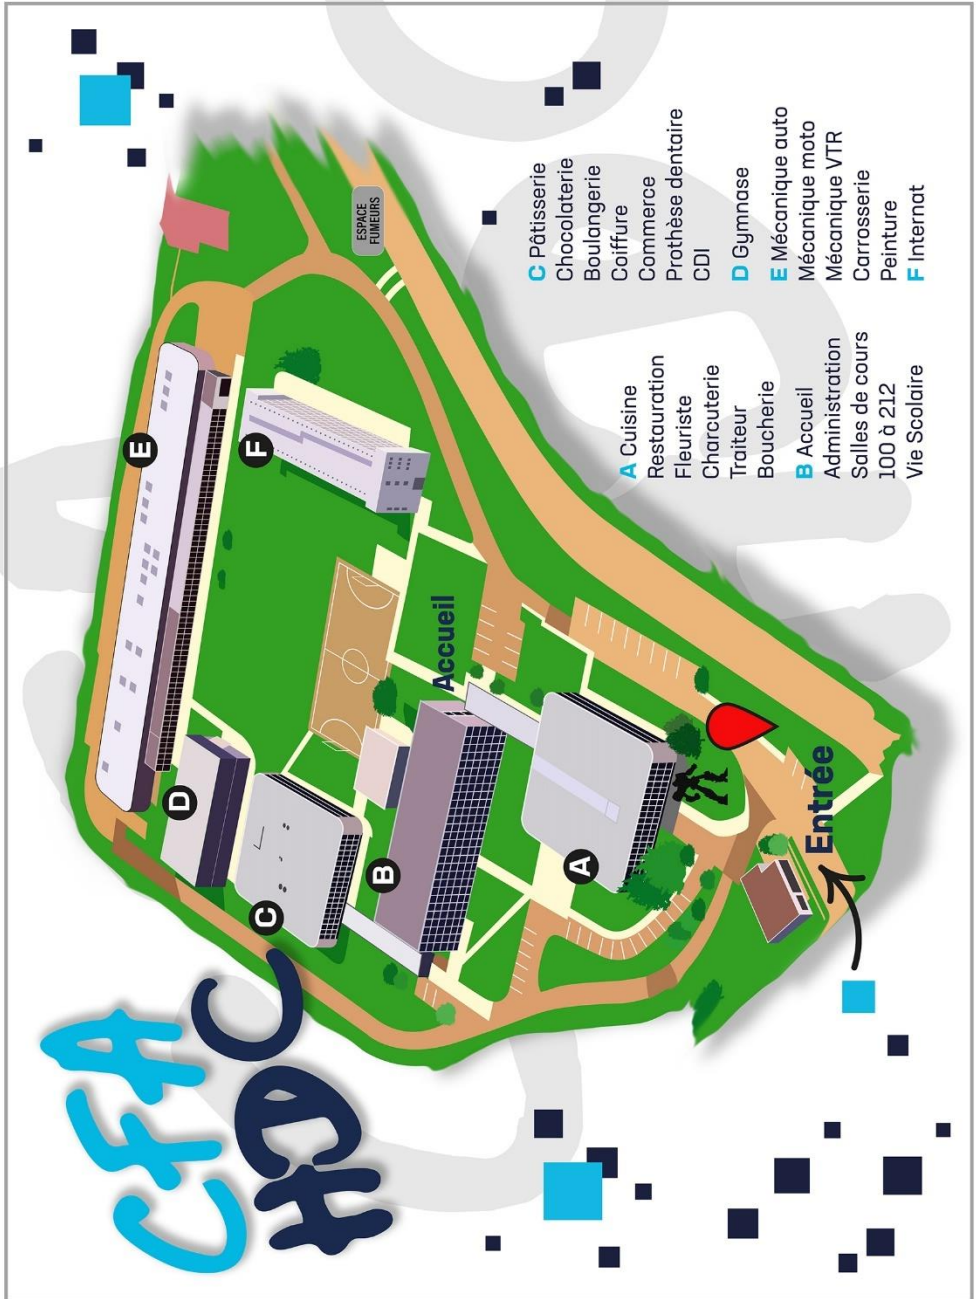 CFA
HDC
E
D
C
F
B
A
Accueil
Entrée
ESPACE
FUMEURS
A Cuisine
Restauration
Fleuriste
Charcuterie
Traiteur
Boucherie
B Accueil
Administration
Salles de cours
100 à 212
Vie Scolaire
C Pâtisserie
Chocolaterie
Boulangerie
Coiffure
Commerce
Prothèse dentaire
CDI
D Gymnase
E Mécanique auto
Mécanique moto
Mécanique VTR
Carrosserie
Peinture
F Internat